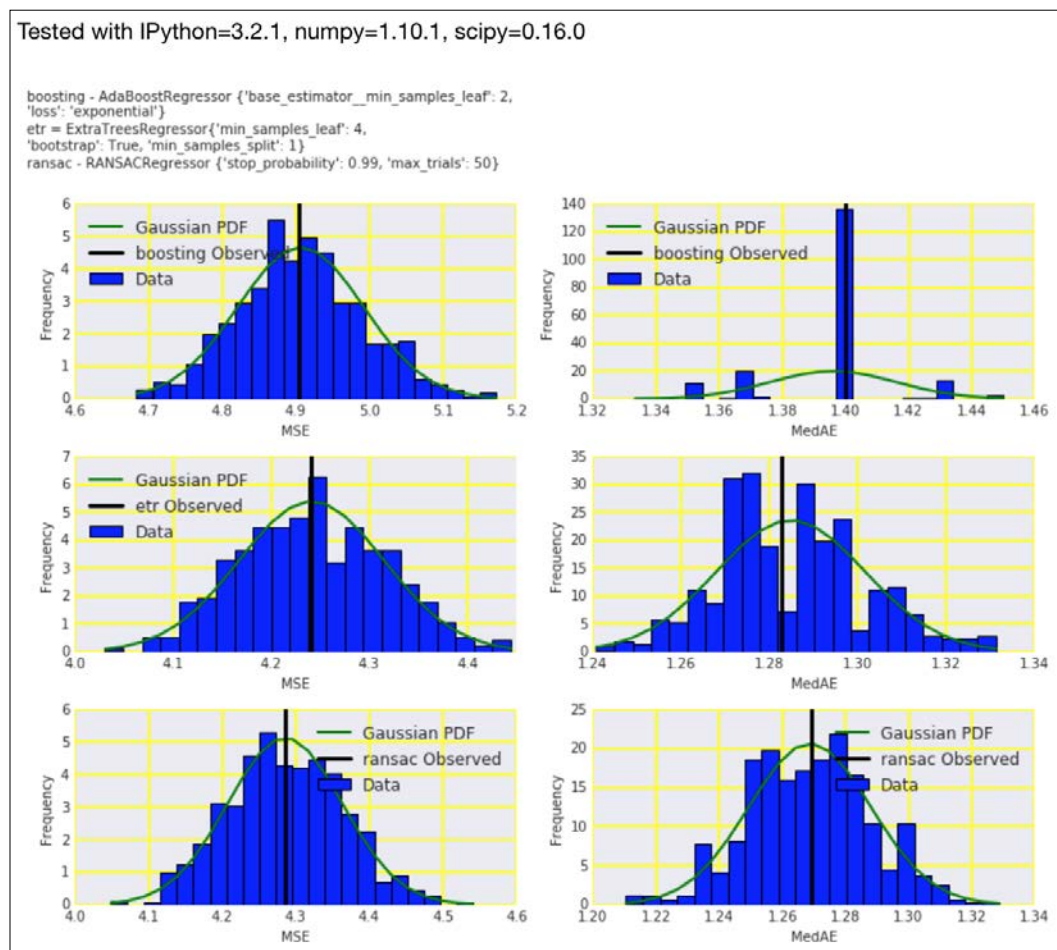 Tested with IPython=3.2.1, numpy=1.10.1, scipy=0.16.0
boosting - AdaBoostRegressor {'base_estimator__min_samples_leaf': 2,
'loss': 'exponential'}
etr = ExtraTreesRegressor{'min_samples_leaf': 4,
'bootstrap': True, 'min_samples_split': 1}
ransac - RANSACRegressor {'stop_probability': 0.99, 'max_trials': 50}
6
5
4
3
2
1
0
Frequency
Gaussian PDF
boosting Observed
Data
4.6 4.7 4.8 4.9 5.0 5.1 5.2
MSE
140
120
100
80
60
40
20
0
Frequency
Gaussian PDF
boosting Observed
Data
1.32 1.34 1.36 1.38 1.40 1.42 1.44 1.46
MedAE
7
6
5
4
3
2
1
0
Frequency
Gaussian PDF
etr Observed
Data
4.0 4.1 4.2 4.3 4.4
MSE
35
30
25
20
15
10
5
0
Frequency
1.24 1.26 1.28 1.30 1.32 1.34
MedAE
6
5
4
3
2
1
0
Frequency
Gaussian PDF
ransac Observed
Data
4.0 4.1 4.2 4.3 4.4 4.5 4.6
MSE
25
20
15
10
5
0
Frequency
Gaussian PDF
ransac Observed
Data
1.20 1.22 1.24 1.26 1.28 1.30 1.32 1.34
MedAE